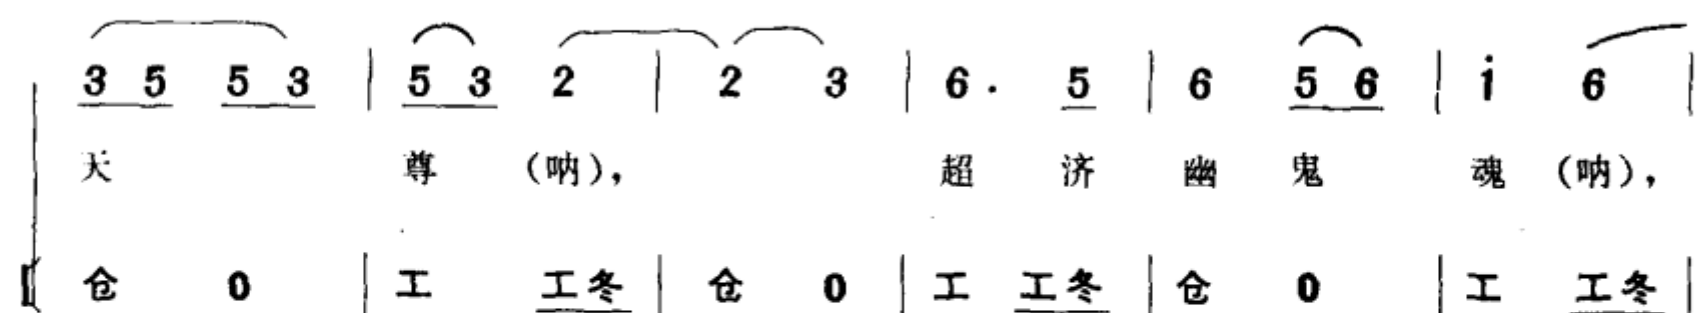 3 5 5 3 | 5 3 2 | 2 3 | 6 · 5 | 6 5 6 | i 6 |
天 尊 (呐), 超 济 幽 鬼 魂 (呐),
仓 0 | 工 工冬 | 仓 0 | 工 工冬 | 仓 0 | 工 工冬 |